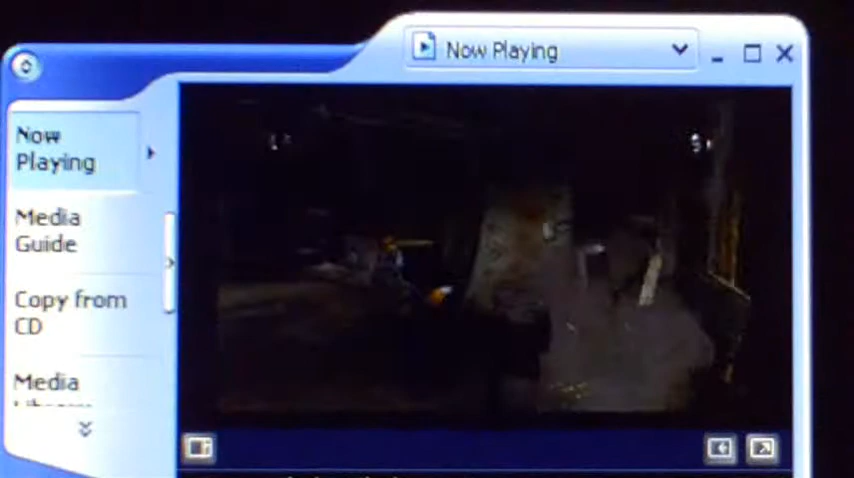 Now Playing
Now
Playing
Media
Guide
Copy from
CD
Media